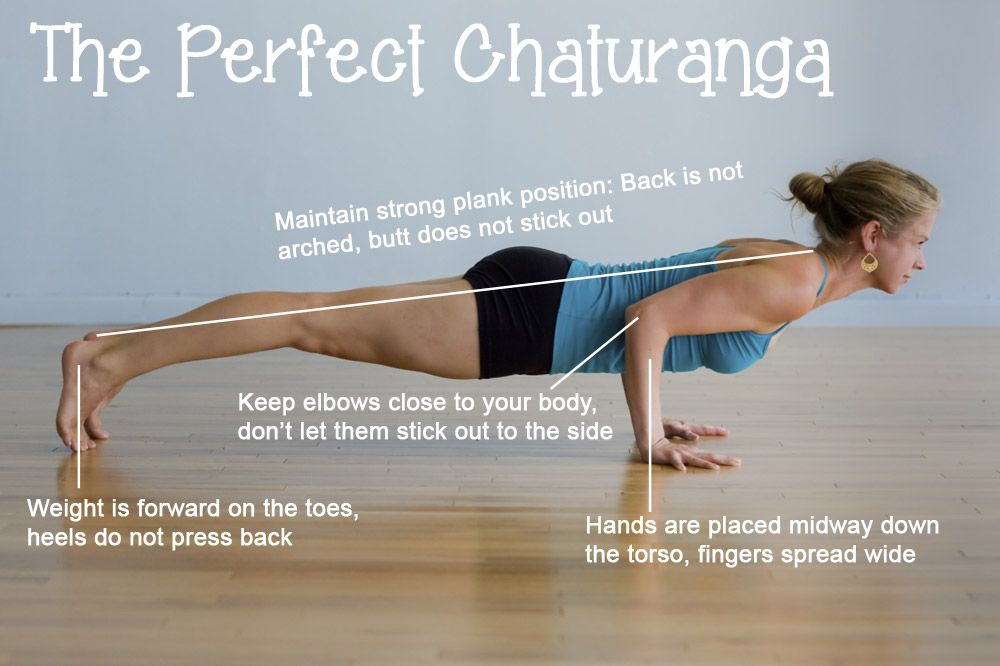 The Perfect Chaturanga
Maintain strong plank position: Back is not
arched, butt does not stick out
Keep elbows close to your body,
don't let them stick out to the side
Weight is forward on the toes,
heels do not press back
Hands are placed midway down
the torso, fingers spread wide